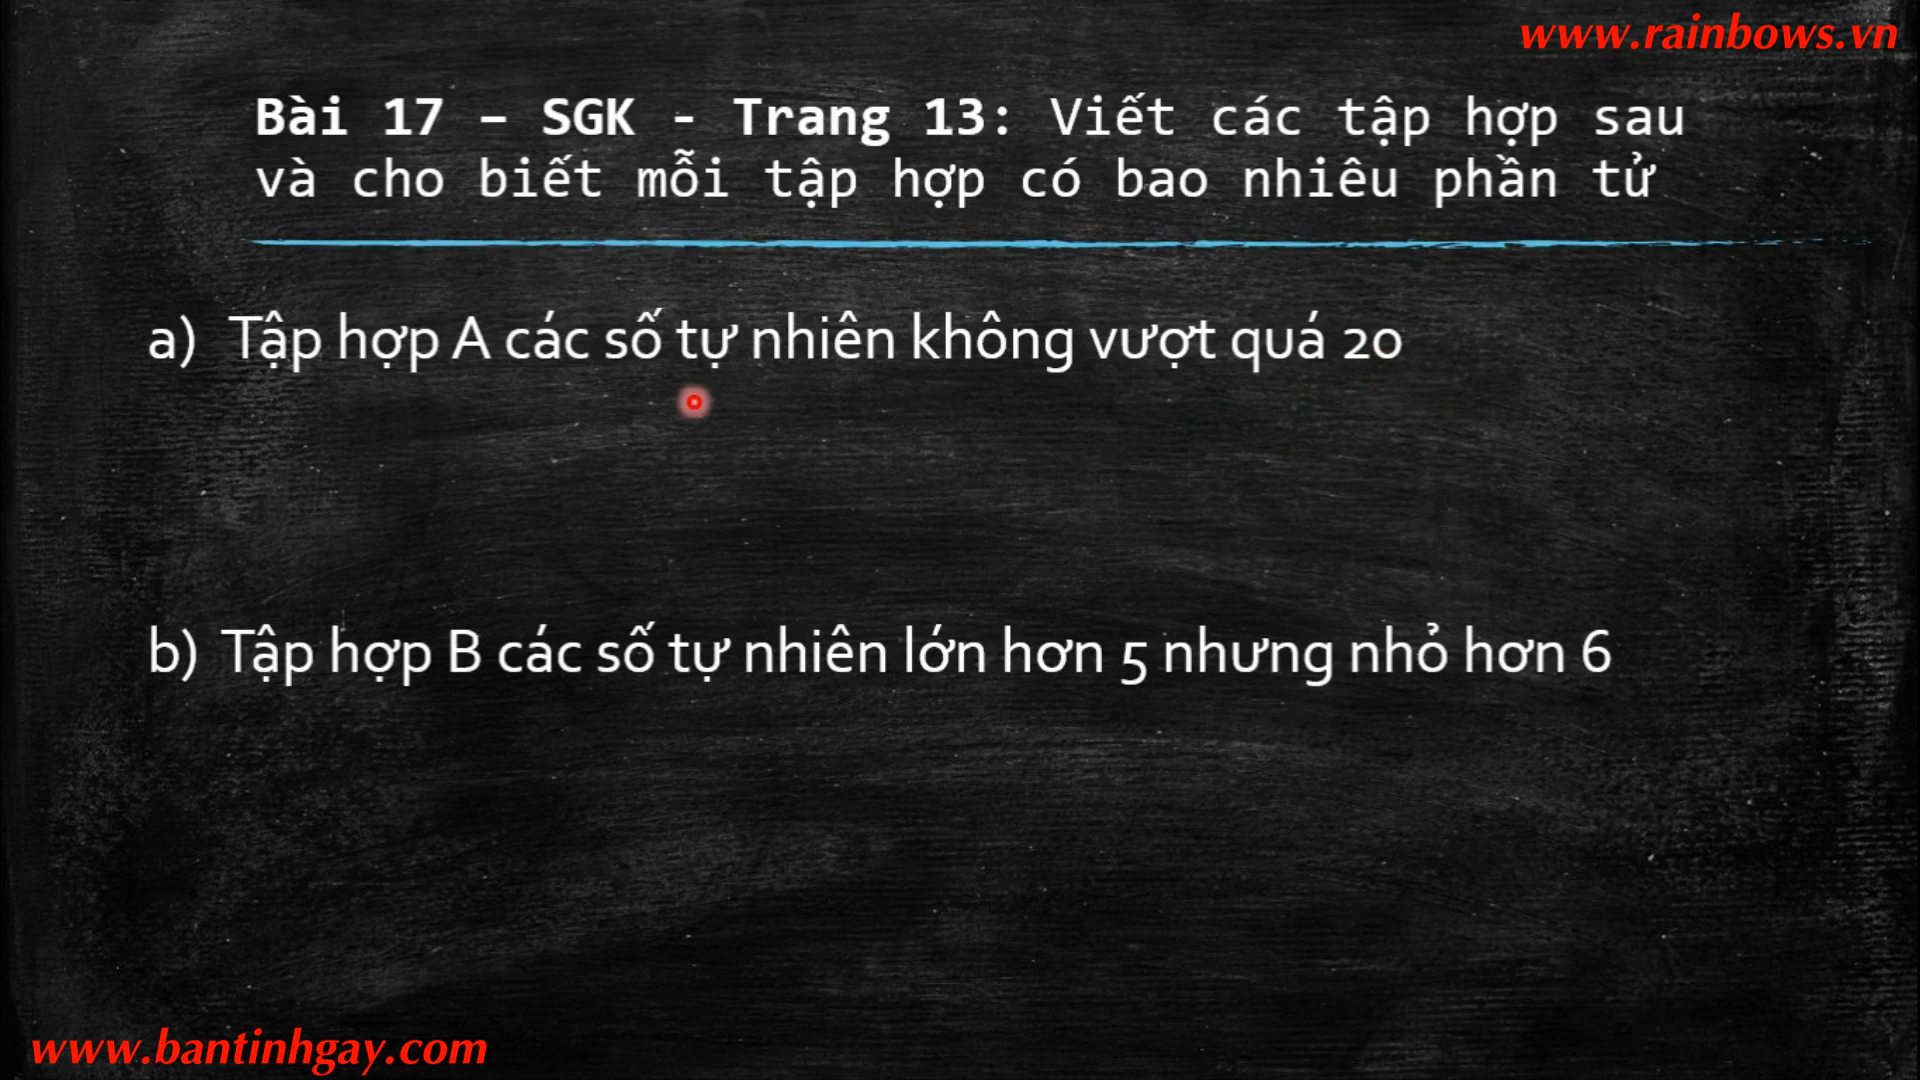 www.rainbows.vn
Bài 17 – SGK - Trang 13: Viết các tập hợp sau
và cho biết mỗi tập hợp có bao nhiêu phần tử
a) Tập hợp A các số tự nhiên không vượt quá 20
b) Tập hợp B các số tự nhiên lớn hơn 5 nhưng nhỏ hơn 6
www.bantinhgay.com